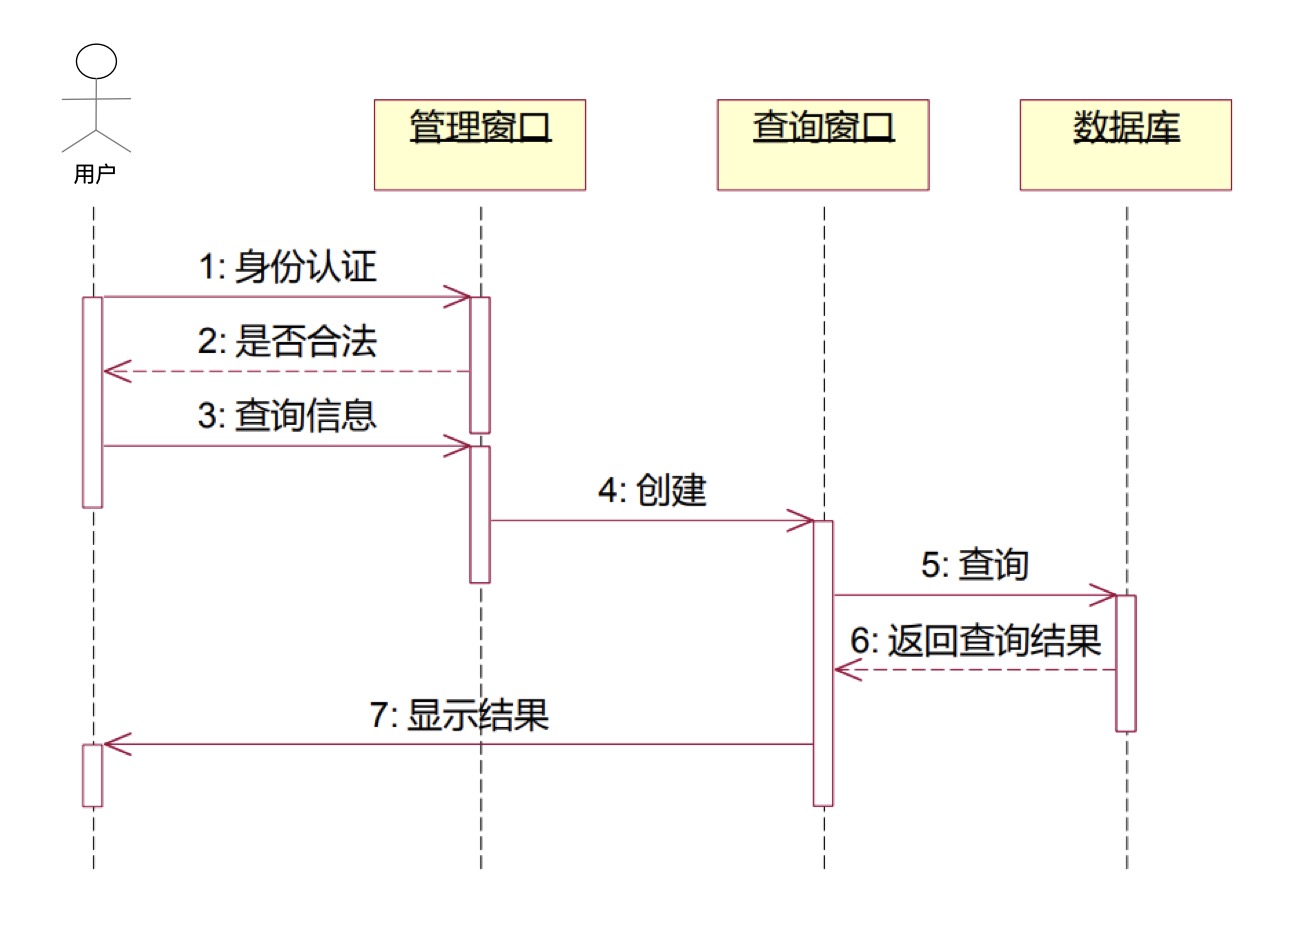 用户
管理窗口
查询窗口
数据库
1: 身份认证
2: 是否合法
3: 查询信息
4: 创建
5: 查询
6: 返回查询结果
7: 显示结果